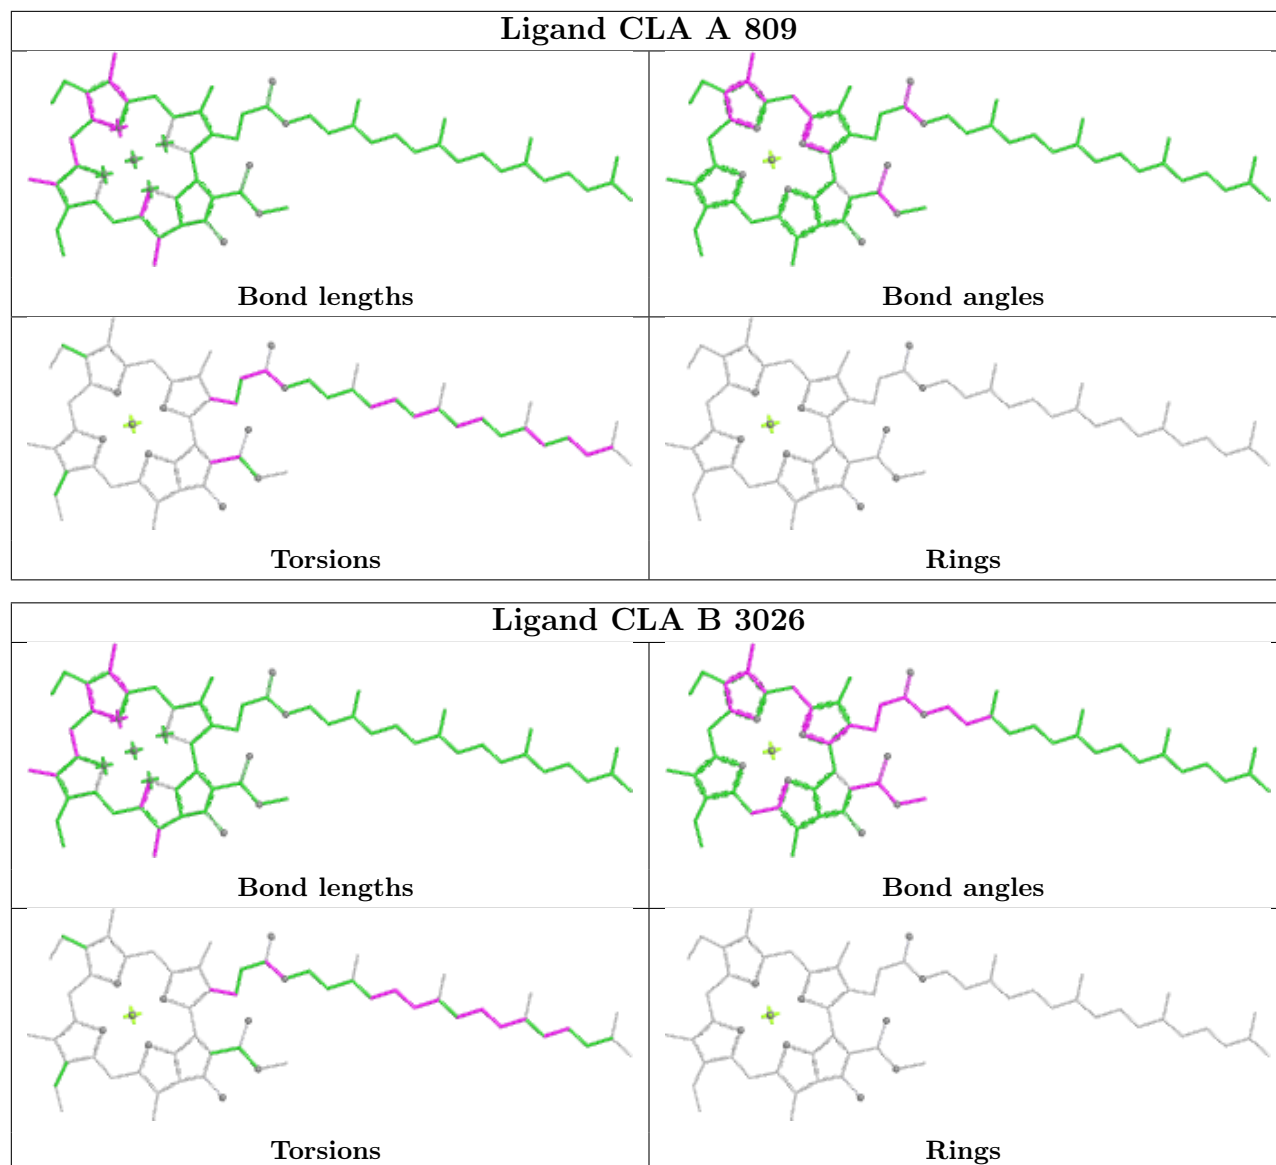 Ligand CLA A 809
Bond lengths
Bond angles
Torsions
Rings
Ligand CLA B 3026
Bond lengths
Bond angles
Torsions
Rings